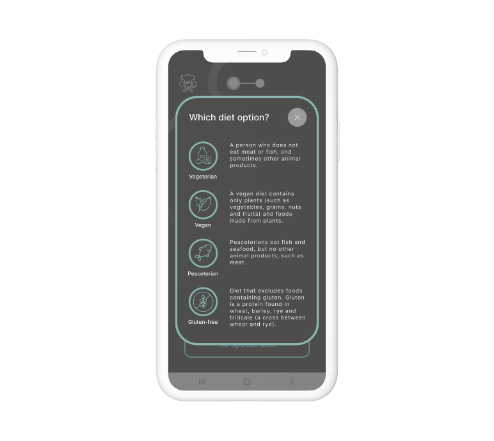 Which diet option?
A person who does not
eat meat or fish, and
sometimes other animal
products.
Vegeterian
A vegan diet contains
only plants (such as
vegetables, grains, nuts
and fruits) and foods
made from plants.
Vegan
Pesceterians eat fish and
seafood, but no other
animal products, such as
meat.
Pesceterian
Diet that excludes foods
containing gluten. Gluten
is a protein found in
wheat, barley, rye and
triticale (a cross between
wheat and rye).
Gluten-free